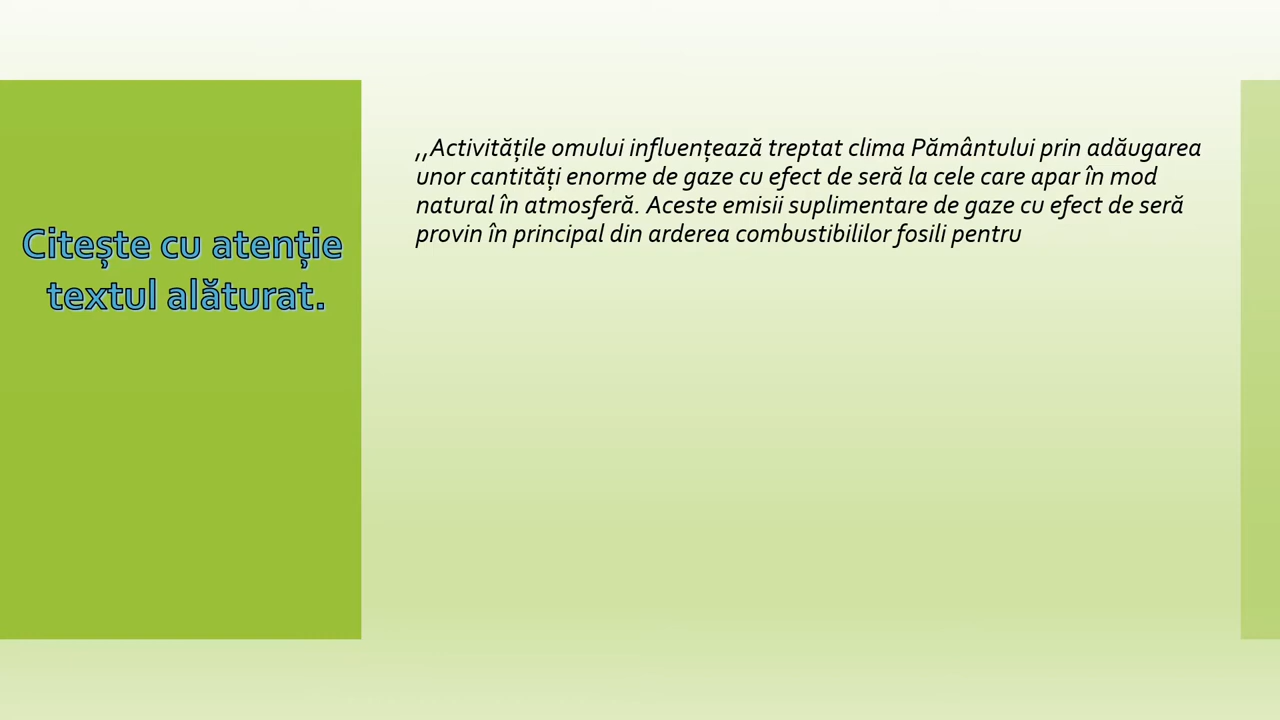 Citește cu atenție
textul alăturat.
,,Activitățile omului influențează treptat clima Pământului prin adăugarea
unor cantități enorme de gaze cu efect de seră la cele care apar în mod
natural în atmosferă. Aceste emisii suplimentare de gaze cu efect de seră
provin în principal din arderea combustibililor fosili pentru